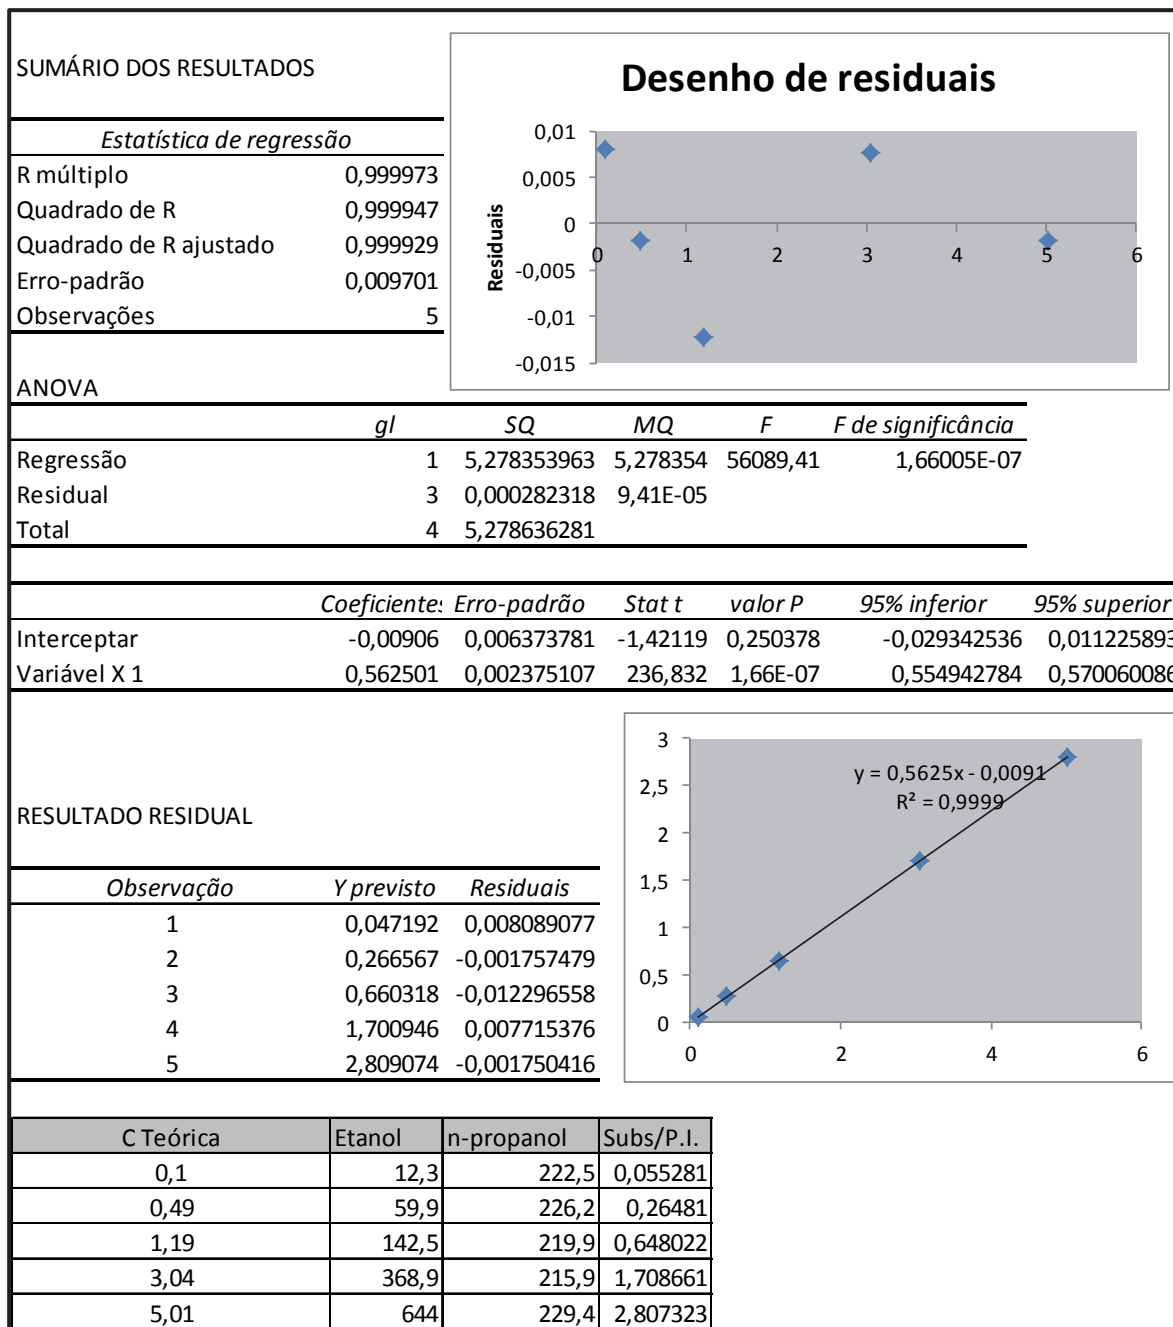 SUMÁRIO DOS RESULTADOS
Desenho de residuais
Estatística de regressão
R múltiplo 0,999973
Quadrado de R 0,999947
Quadrado de R ajustado 0,999929
Erro-padrão 0,009701
Observações 5
Residuais
0,01
0,005
0
-0,005
-0,01
-0,015
0 1 2 3 4 5 6
ANOVA
gl SQ MQ F F de significância
Regressão 1 5,278353963 5,278354 56089,41 1,66005E-07
Residual 3 0,000282318 9,41E-05
Total 4 5,278636281
Coeficientes Erro-padrão Stat t valor P 95% inferior 95% superior
Interceptar -0,00906 0,006373781 -1,42119 0,250378 -0,029342536 0,011225893
Variável X 1 0,562501 0,002375107 236,832 1,66E-07 0,554942784 0,570060086
RESULTADO RESIDUAL
Observação Y previsto Residuais
1 0,047192 0,008089077
2 0,266567 -0,001757479
3 0,660318 -0,012296558
4 1,700946 0,007715376
5 2,809074 -0,001750416
3
2,5
2
1,5
1
0,5
0
y = 0,5625x - 0,0091
R² = 0,9999
0 2 4 6
C Teórica Etanol n-propanol Subs/P.I.
0,1 12,3 222,5 0,055281
0,49 59,9 226,2 0,26481
1,19 142,5 219,9 0,648022
3,04 368,9 215,9 1,708661
5,01 644 229,4 2,807323